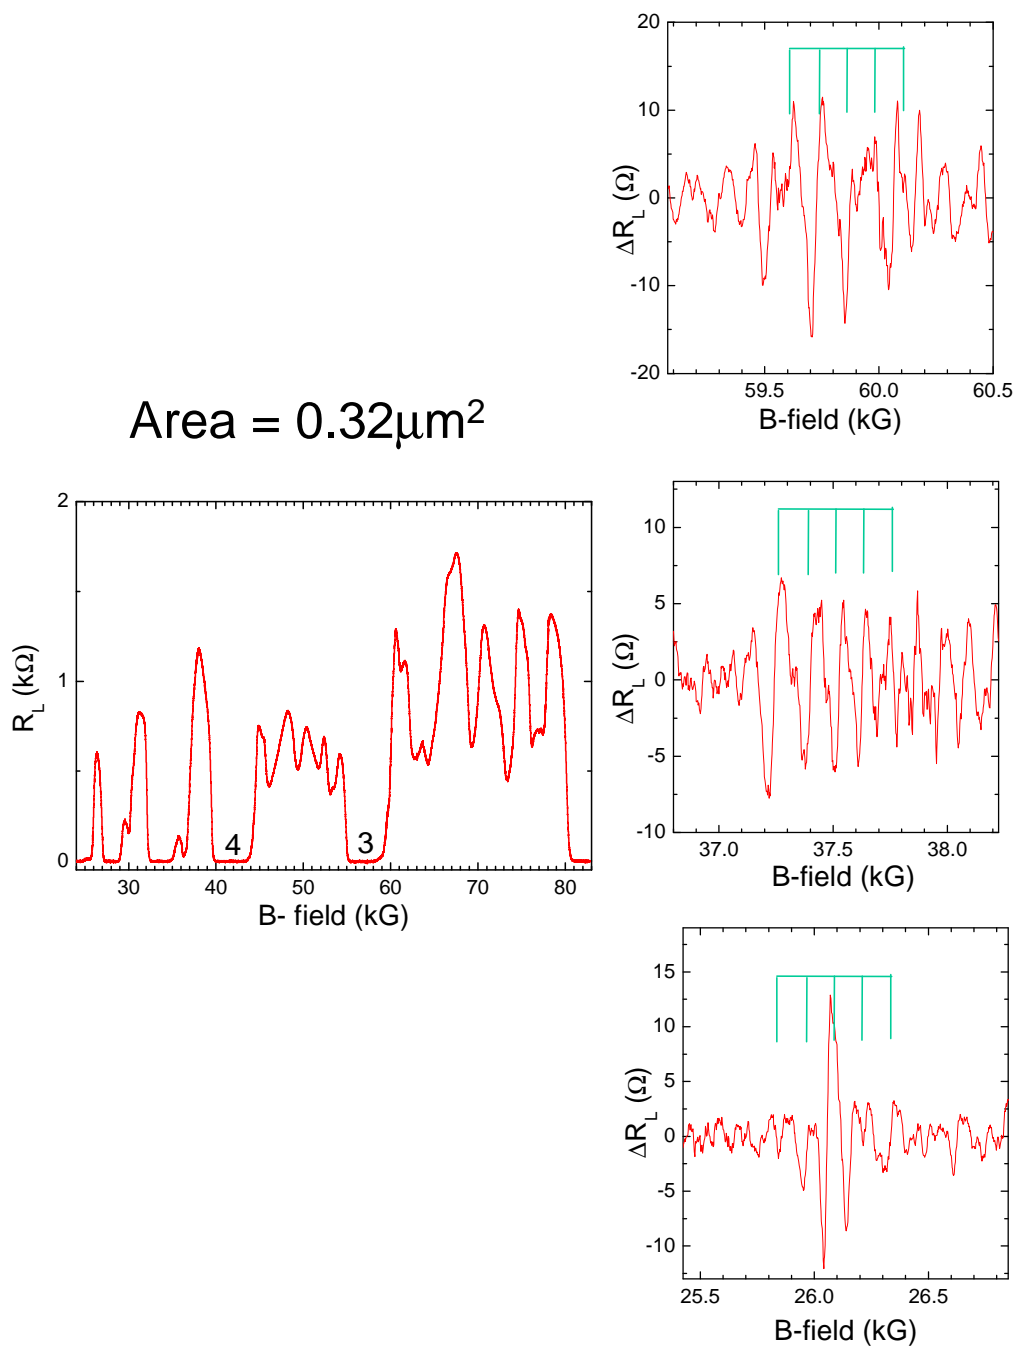 20
10
0
-10
-20
ΔR_L (Ω)
59.5 60.0 60.5
B-field (kG)
Area = 0.32μm²
2
1
0
R_L (kΩ)
4 3
30 40 50 60 70 80
B- field (kG)
10
5
0
-5
-10
ΔR_L (Ω)
37.0 37.5 38.0
B-field (kG)
15
10
5
0
-5
-10
ΔR_L (Ω)
25.5 26.0 26.5
B-field (kG)